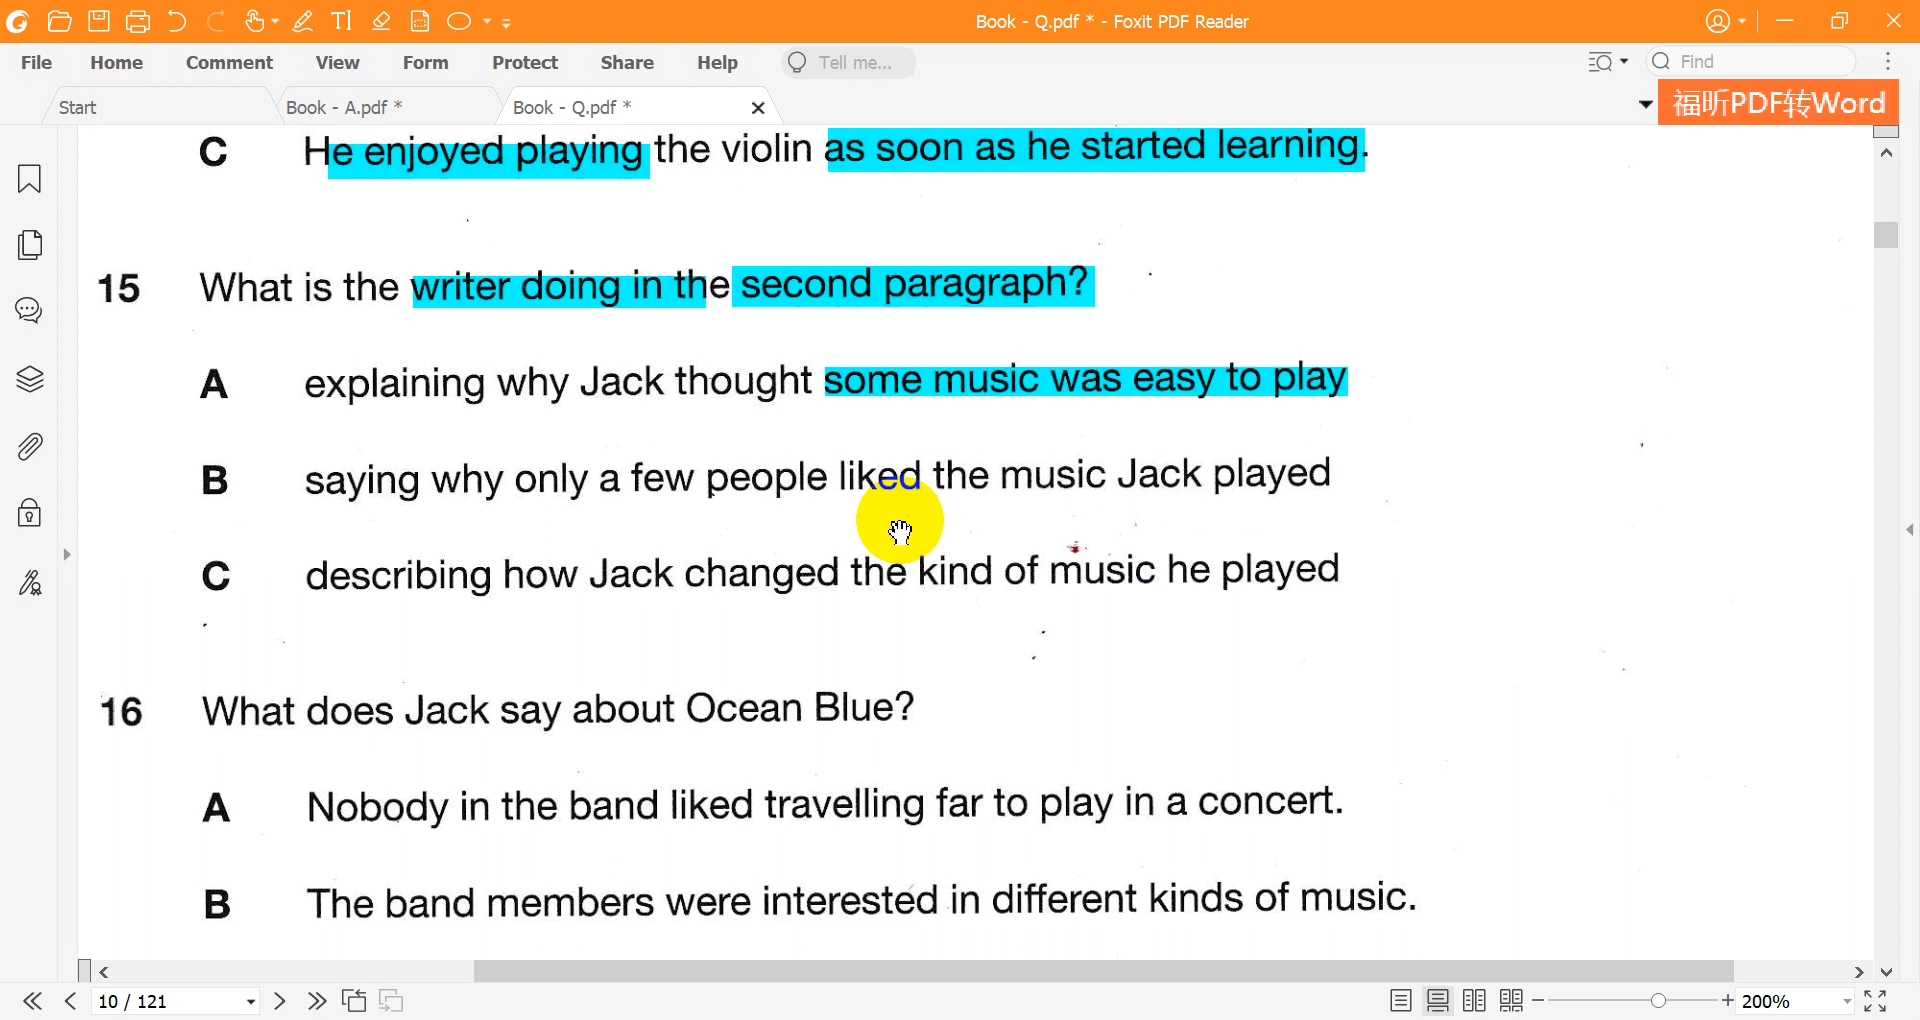 Book - Q.pdf * - Foxit PDF Reader
File Home Comment View Form Protect Share Help Tell me... Find
Start Book - A.pdf * Book - Q.pdf * 福昕PDF转Word
C He enjoyed playing the violin as soon as he started learning.
15 What is the writer doing in the second paragraph?
A explaining why Jack thought some music was easy to play
B saying why only a few people liked the music Jack played
C describing how Jack changed the kind of music he played
16 What does Jack say about Ocean Blue?
A Nobody in the band liked travelling far to play in a concert.
B The band members were interested in different kinds of music.
10 / 121 200%